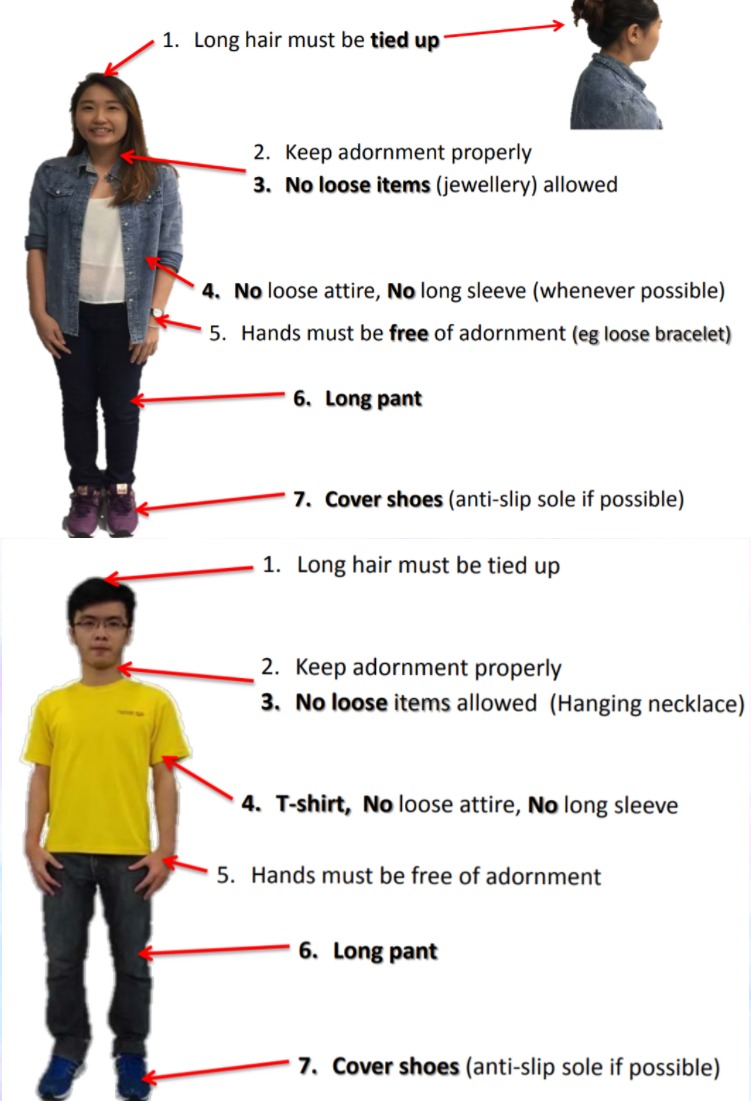 1. Long hair must be tied up
2. Keep adornment properly
3. No loose items (jewellery) allowed
4. No loose attire, No long sleeve (whenever possible)
5. Hands must be free of adornment (eg loose bracelet)
6. Long pant
7. Cover shoes (anti-slip sole if possible)
1. Long hair must be tied up
2. Keep adornment properly
3. No loose items allowed (Hanging necklace)
4. T-shirt, No loose attire, No long sleeve
5. Hands must be free of adornment
6. Long pant
7. Cover shoes (anti-slip sole if possible)